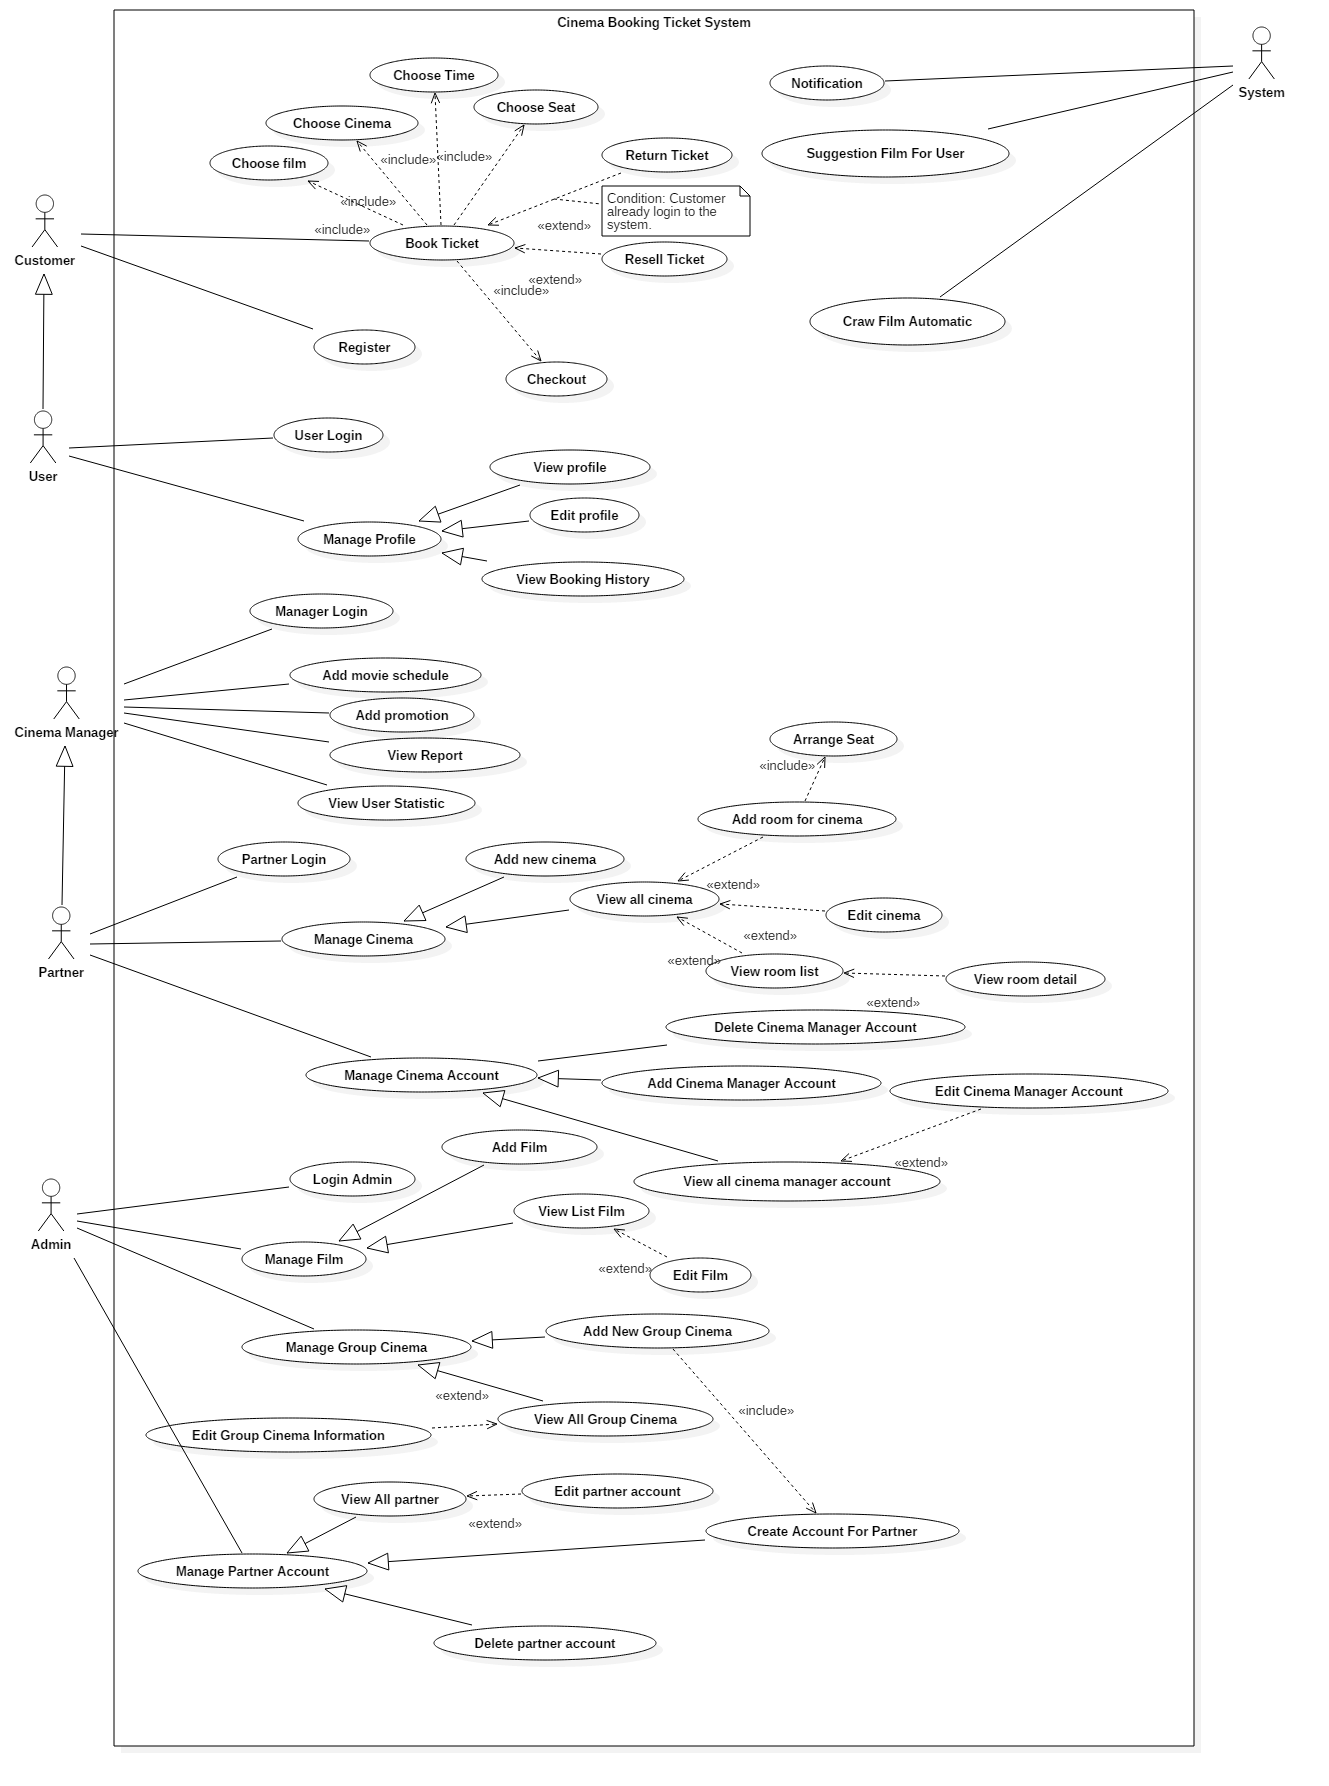 Cinema Booking Ticket System
System
Choose Time
Notification
Choose Seat
Choose Cinema
«include»
«include»
Choose film
Return Ticket
Suggestion Film For User
Condition: Customer
already login to the
system.
«include»
«include»
«extend»
Customer
Book Ticket
Resell Ticket
«extend»
«include»
Craw Film Automatic
Register
Checkout
User Login
User
View profile
Edit profile
Manage Profile
View Booking History
Manager Login
Add movie schedule
Add promotion
Cinema Manager
View Report
Arrange Seat
«include»
View User Statistic
Add room for cinema
Partner Login
Add new cinema
«extend»
View all cinema
Edit cinema
Manage Cinema
«extend»
«extend»
Partner
View room list
View room detail
«extend»
Delete Cinema Manager Account
Manage Cinema Account
Add Cinema Manager Account
Edit Cinema Manager Account
Add Film
«extend»
Login Admin
View all cinema manager account
View List Film
Admin
Manage Film
«extend»
Edit Film
Add New Group Cinema
Manage Group Cinema
«extend»
«include»
View All Group Cinema
Edit Group Cinema Information
View All partner
Edit partner account
«extend»
Create Account For Partner
Manage Partner Account
Delete partner account